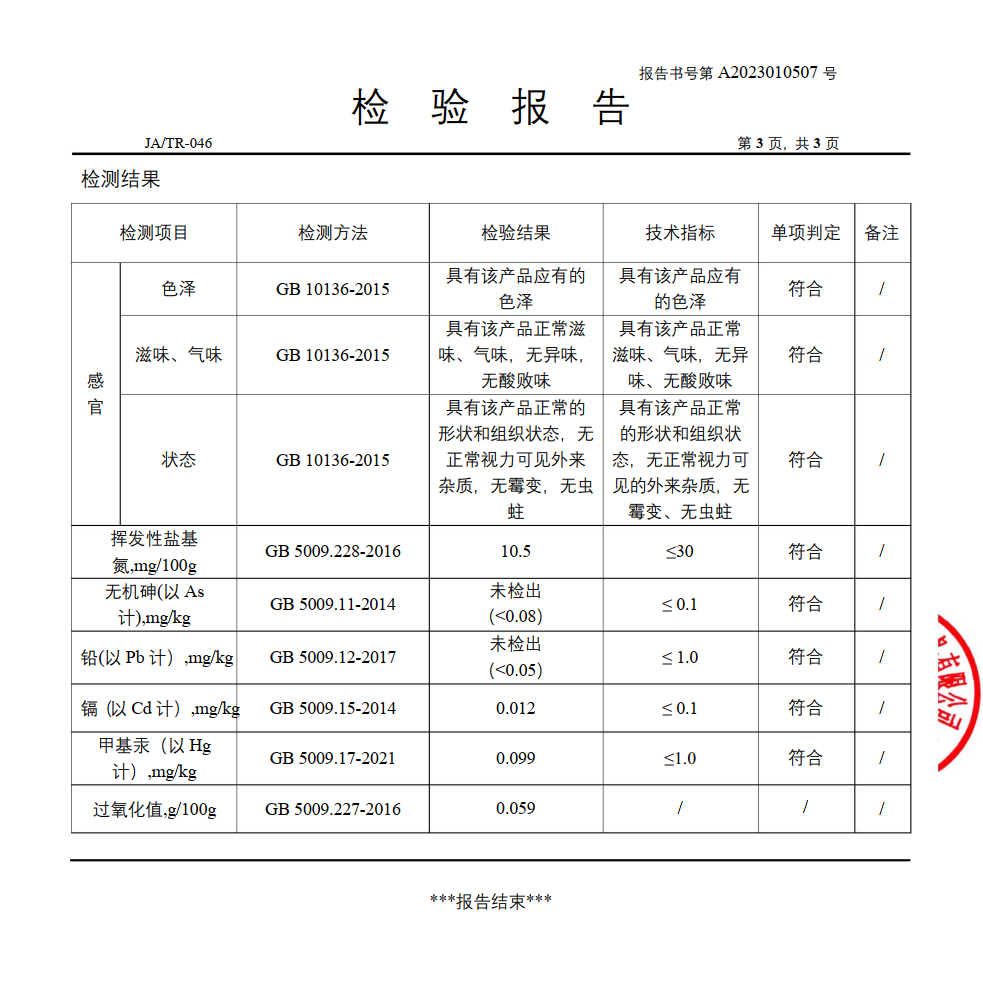 报告书号第 A2023010507 号
检 验 报 告
JA/TR-046
第 3 页, 共 3 页
检测结果
检测项目
检测方法
检验结果
技术指标
单项判定
备注
感
官
色泽
GB 10136-2015
具有该产品应有的
色泽
具有该产品应有
的色泽
符合
/
滋味、气味
GB 10136-2015
具有该产品正常滋
味、气味，无异味，
无酸败味
具有该产品正常
滋味、气味，无异
味、无酸败味
符合
/
状态
GB 10136-2015
具有该产品正常的
形状和组织状态，无
正常视力可见外来
杂质，无霉变，无虫
蛀
具有该产品正常
的形状和组织状
态，无正常视力可
见的外来杂质，无
霉变、无虫蛀
符合
/
挥发性盐基
氮,mg/100g
GB 5009.228-2016
10.5
≤30
符合
/
无机砷(以 As
计),mg/kg
GB 5009.11-2014
未检出
（<0.08）
≤ 0.1
符合
/
铅(以 Pb 计）,mg/kg
GB 5009.12-2017
未检出
（<0.05）
≤ 1.0
符合
/
镉（以 Cd 计）,mg/kg
GB 5009.15-2014
0.012
≤ 0.1
符合
/
甲基汞（以 Hg
计）,mg/kg
GB 5009.17-2021
0.099
≤1.0
符合
/
过氧化值,g/100g
GB 5009.227-2016
0.059
/
/
/
***报告结束***
有限公司